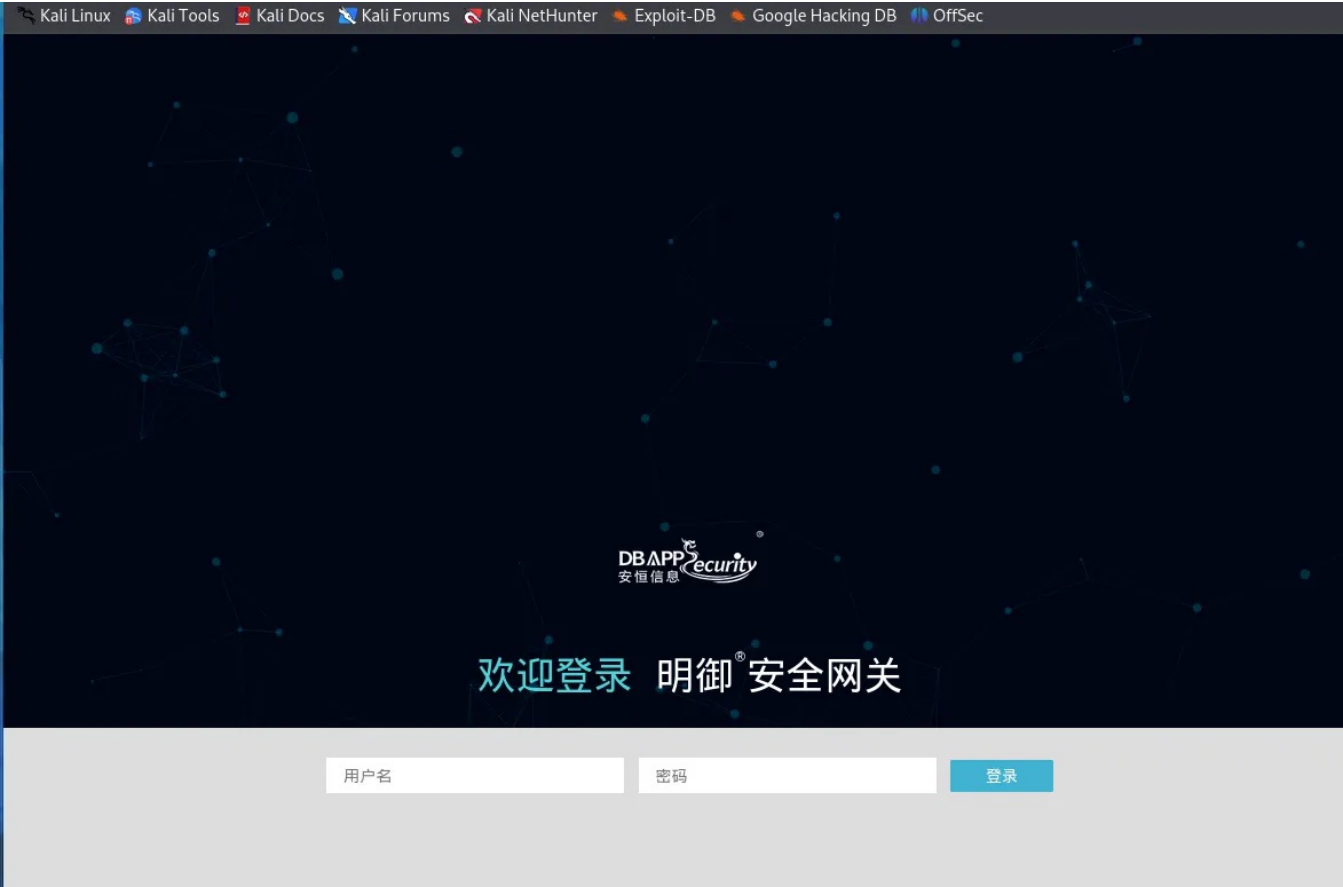 Kali Linux Kali Tools Kali Docs Kali Forums Kali NetHunter Exploit-DB Google Hacking DB OffSec
DBAPPSecurity®
安恒信息
欢迎登录 明御®安全网关
用户名 密码 登录